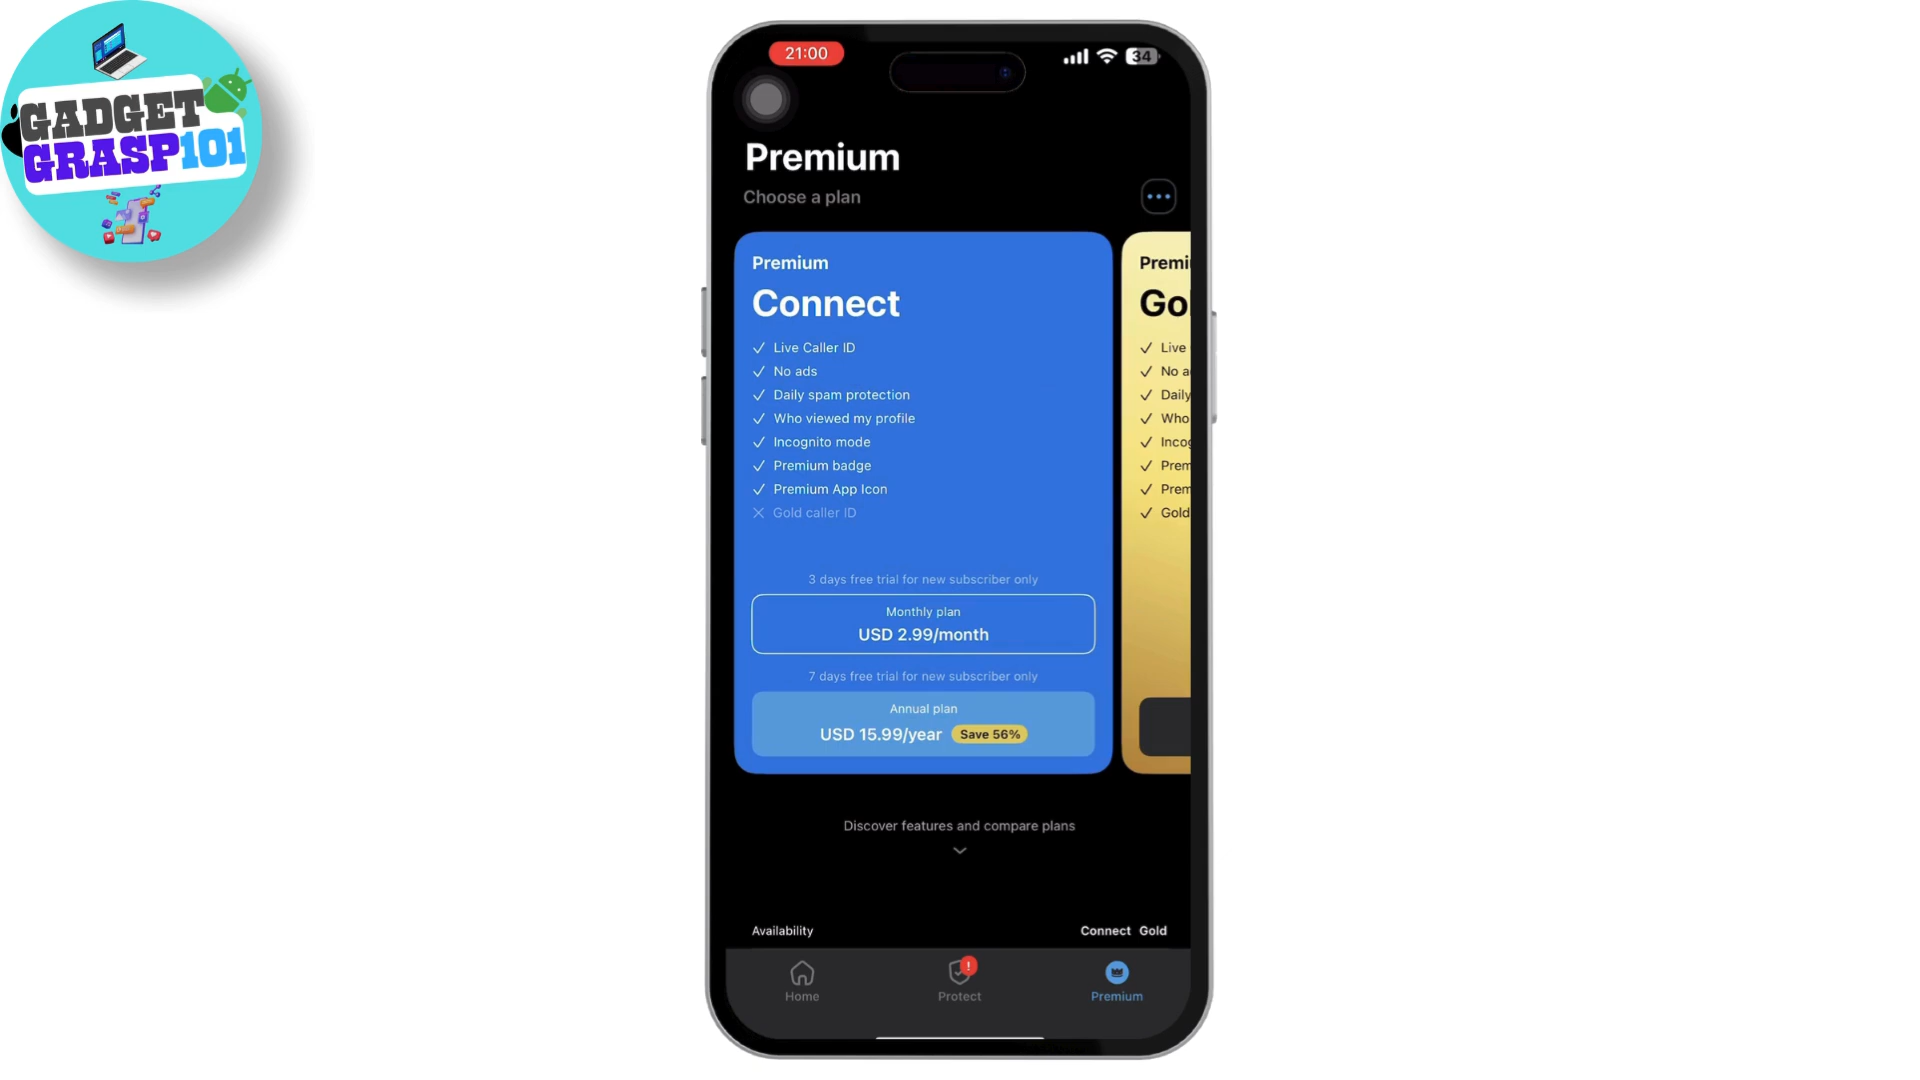 GADGET
GRASP101
21:00
34
Premium
Choose a plan
Premium
Connect
Live Caller ID
No ads
Daily spam protection
Who viewed my profile
Incognito mode
Premium badge
Premium App Icon
Gold caller ID
3 days free trial for new subscriber only
Monthly plan
USD 2.99/month
7 days free trial for new subscriber only
Annual plan
USD 15.99/year Save 56%
Premi
Go
Live
No a
Daily
Who
Incog
Prem
Prem
Gold
Discover features and compare plans
Availability Connect Gold
Home Protect Premium